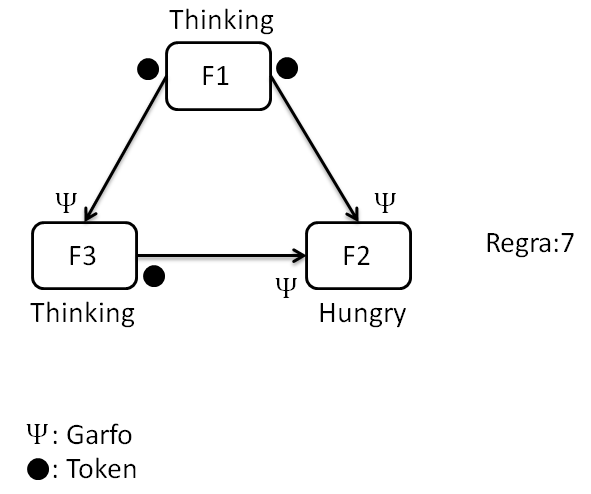 Thinking
F1
Ψ
Ψ
F3
F2
Regra:7
Ψ
Thinking
Hungry
Ψ: Garfo
: Token